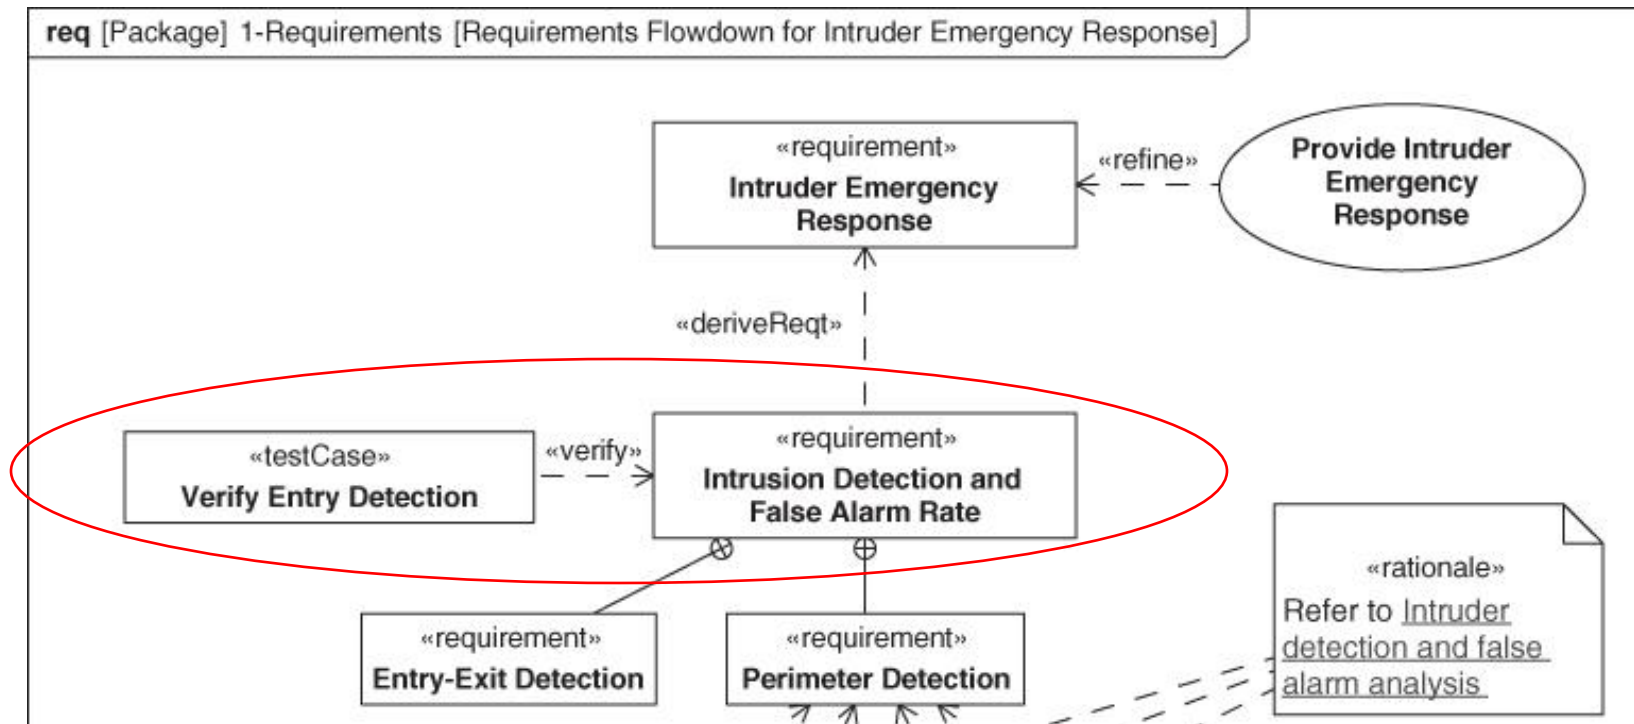 req [Package] 1-Requirements [Requirements Flowdown for Intruder Emergency Response]
«requirement»
Intruder Emergency
Response
«refine»
Provide Intruder
Emergency
Response
«deriveReqt»
«testCase»
Verify Entry Detection
«verify»
«requirement»
Intrusion Detection and
False Alarm Rate
«requirement»
Entry-Exit Detection
«requirement»
Perimeter Detection
«rationale»
Refer to Intruder
detection and false
alarm analysis